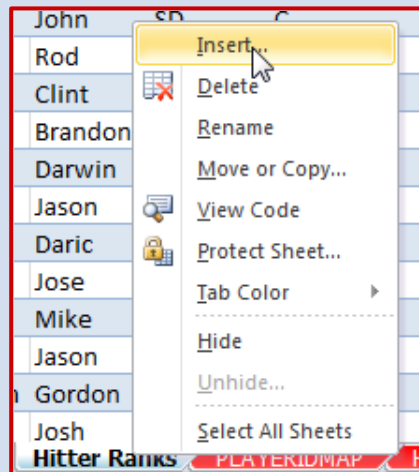 John SD C
Rod
Clint
Brandon
Darwin
Jason
Daric
Jose
Mike
Jason
Gordon
Josh
Insert...
Delete
Rename
Move or Copy...
View Code
Protect Sheet...
Tab Color
Hide
Unhide...
Select All Sheets
Hitter Ranks PLAYERIDMAP